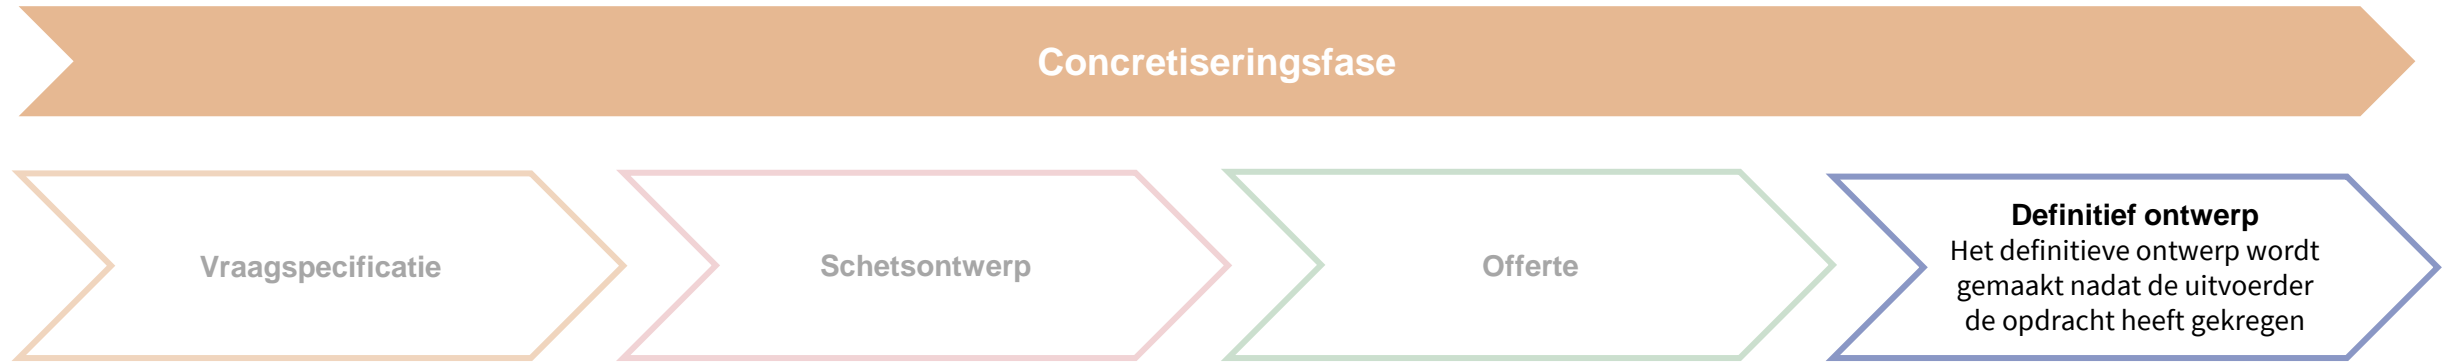 Concretiseringsfase
Vraagspecificatie
Schetsontwerp
Offerte
Definitief ontwerp
Het definitieve ontwerp wordt
gemaakt nadat de uitvoerder
de opdracht heeft gekregen